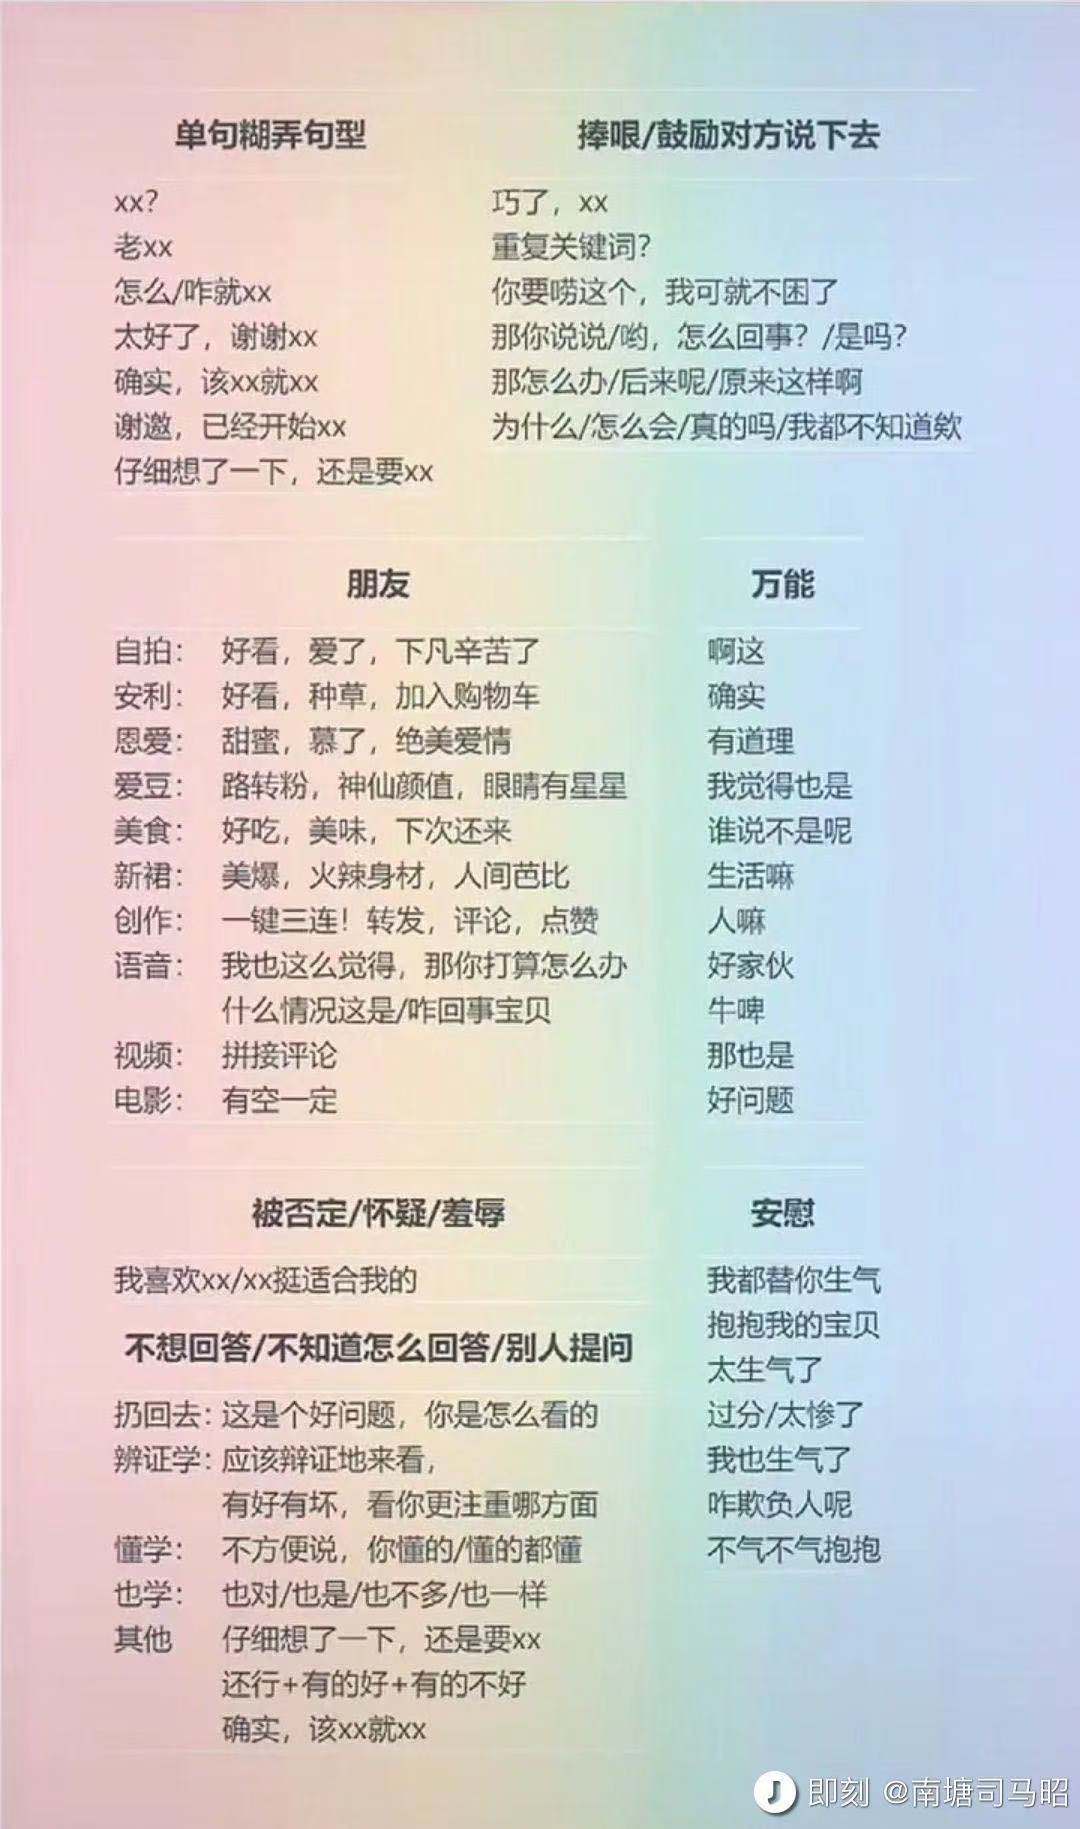 单句糊弄句型
xx？
老xx
怎么/咋就xx
太好了，谢谢xx
确实，该xx就xx
谢邀，已经开始xx
仔细想了一下，还是要xx
捧哏/鼓励对方说下去
巧了，xx
重复关键词？
你要唠这个，我可就不困了
那你说说/哟，怎么回事？/是吗？
那怎么办/后来呢/原来这样啊
为什么/怎么会/真的吗/我都不知道欸
朋友
自拍： 好看，爱了，下凡辛苦了
安利： 好看，种草，加入购物车
恩爱： 甜蜜，慕了，绝美爱情
爱豆： 路转粉，神仙颜值，眼睛有星星
美食： 好吃，美味，下次还来
新裙： 美爆，火辣身材，人间芭比
创作： 一键三连！转发，评论，点赞
语音： 我也这么觉得，那你打算怎么办
什么情况这是/咋回事宝贝
视频： 拼接评论
电影： 有空一定
万能
啊这
确实
有道理
我觉得也是
谁说不是呢
生活嘛
人嘛
好家伙
牛啤
那也是
好问题
被否定/怀疑/羞辱
我喜欢xx/xx挺适合我的
不想回答/不知道怎么回答/别人提问
扔回去：这是个好问题，你是怎么看的
辨证学：应该辩证地来看，
有好有坏，看你更注重哪方面
懂学： 不方便说，你懂的/懂的都懂
也学： 也对/也是/也不多/也一样
其他 仔细想了一下，还是要xx
还行+有的好+有的不好
确实，该xx就xx
安慰
我都替你生气
抱抱我的宝贝
太生气了
过分/太惨了
我也生气了
咋欺负人呢
不气不气抱抱
即刻 @南塘司马昭